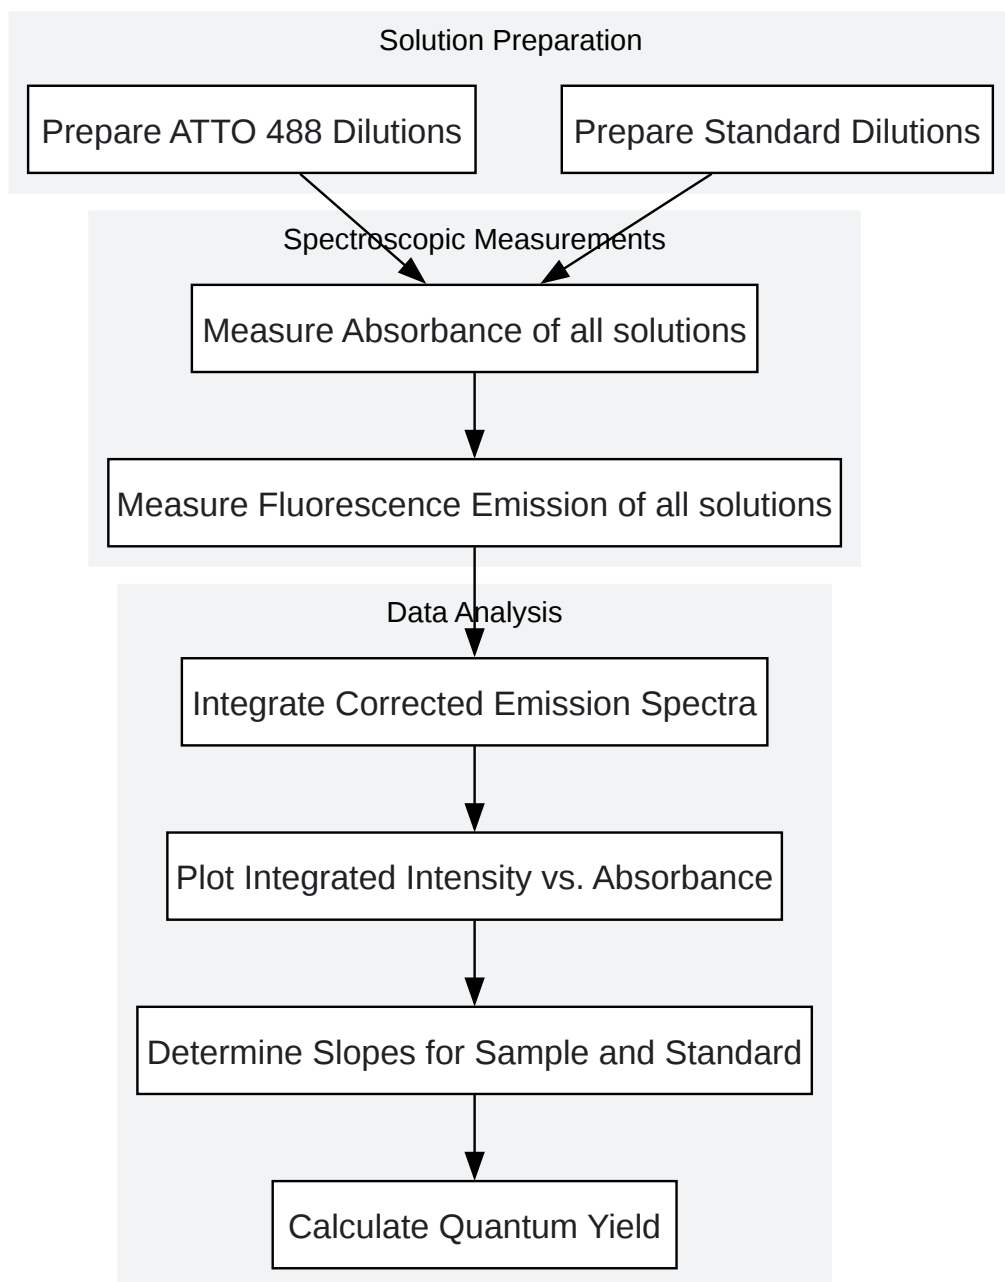 Solution Preparation
Prepare ATTO 488 Dilutions
Prepare Standard Dilutions
Spectroscopic Measurements
Measure Absorbance of all solutions
Measure Fluorescence Emission of all solutions
Data Analysis
Integrate Corrected Emission Spectra
Plot Integrated Intensity vs. Absorbance
Determine Slopes for Sample and Standard
Calculate Quantum Yield